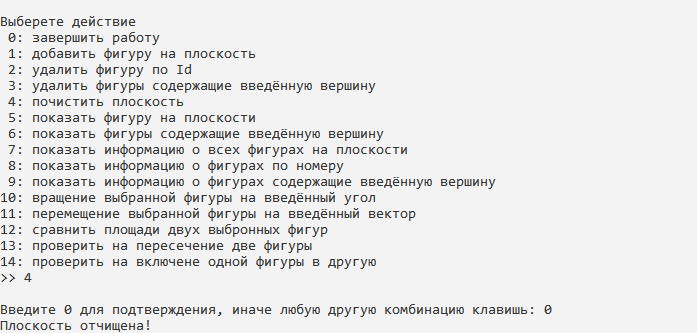 Выберете действие
0: завершить работу
1: добавить фигуру на плоскость
2: удалить фигуру по Id
3: удалить фигуры содержащие введённую вершину
4: почистить плоскость
5: показать фигуру на плоскости
6: показать фигуры содержащие введённую вершину
7: показать информацию о всех фигурах на плоскости
8: показать информацию о фигурах по номеру
9: показать информацию о фигурах содержащие введённую вершину
10: вращение выбранной фигуры на введённый угол
11: перемещение выбранной фигуры на введённый вектор
12: сравнить площади двух выбронных фигур
13: проверить на пересечение две фигуры
14: проверить на включене одной фигуры в другую
>> 4
Введите 0 для подтверждения, иначе любую другую комбинацию клавишь: 0
Плоскость отчищена!